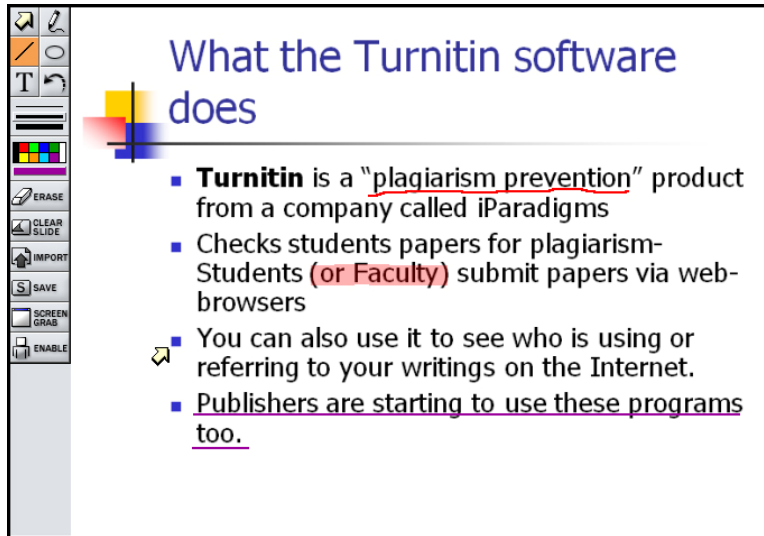 What the Turnitin software
does
Turnitin is a “plagiarism prevention” product
from a company called iParadigms
Checks students papers for plagiarism-
Students (or Faculty) submit papers via web-
browsers
You can also use it to see who is using or
referring to your writings on the Internet.
Publishers are starting to use these programs
too.
T
ERASE
CLEAR
SLIDE
IMPORT
S SAVE
SCREEN
GRAB
ENABLE